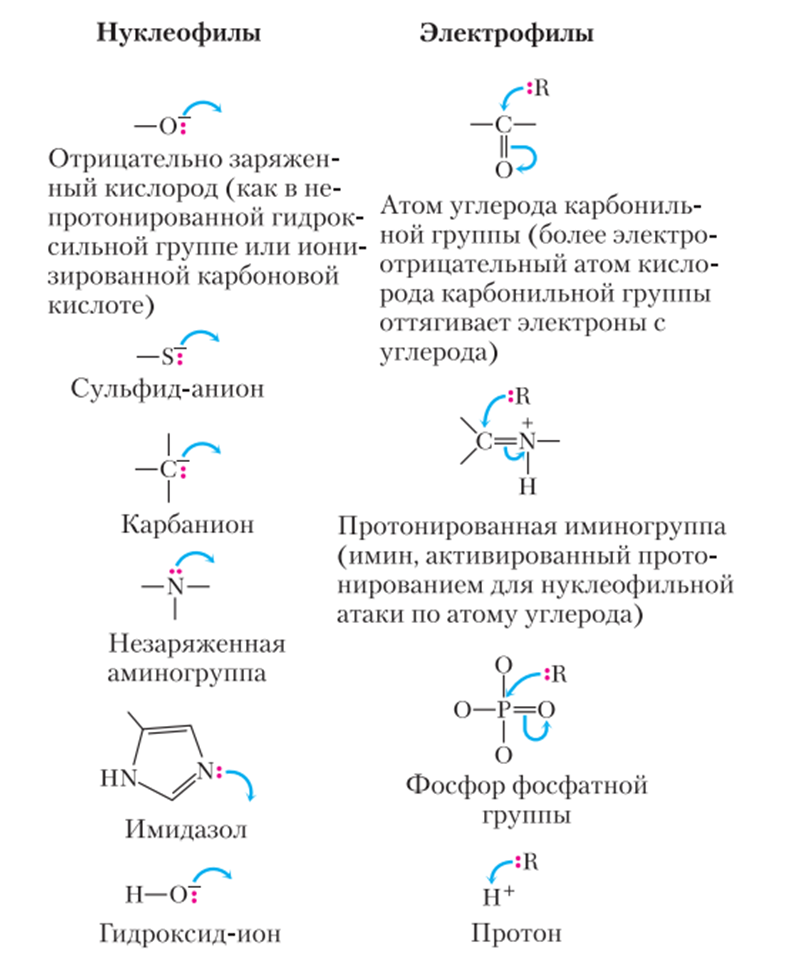 Нуклеофилы
—O:⁻
Отрицательно заряжен-
ный кислород (как в не-
протонированной гидрок-
сильной группе или иони-
зированной карбоновой
кислоте)
—S:⁻
Сульфид-анион
—C:⁻
Карбанион
—N—
Незаряженная
аминогруппа
HN N:
Имидазол
H—O:⁻
Гидроксид-ион
Электрофилы
:R
—C—
O
Атом углерода карбониль-
ной группы (более электро-
отрицательный атом кисло-
рода карбонильной группы
оттягивает электроны с
углерода)
:R
+
C=N—
H
Протонированная иминогруппа
(имин, активированный прото-
нированием для нуклеофильной
атаки по атому углерода)
O :R
O—P=O
O
Фосфор фосфатной
группы
:R
H⁺
Протон